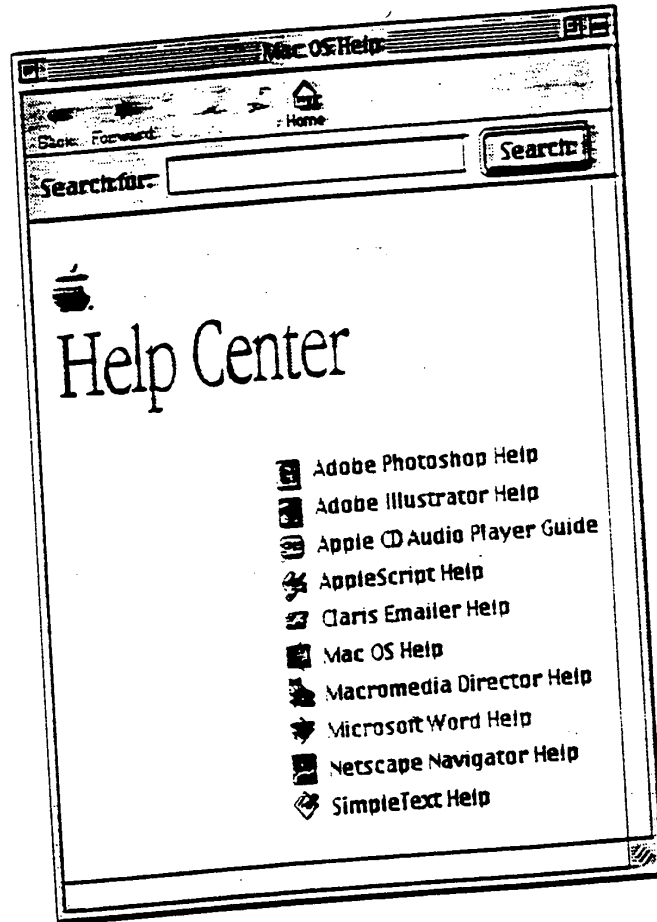 Mac OS Help
Back Forward Home
Search for: Search
Help Center
Adobe Photoshop Help
Adobe Illustrator Help
Apple CD Audio Player Guide
AppleScript Help
Claris Emailer Help
Mac OS Help
Macromedia Director Help
Microsoft Word Help
Netscape Navigator Help
SimpleText Help